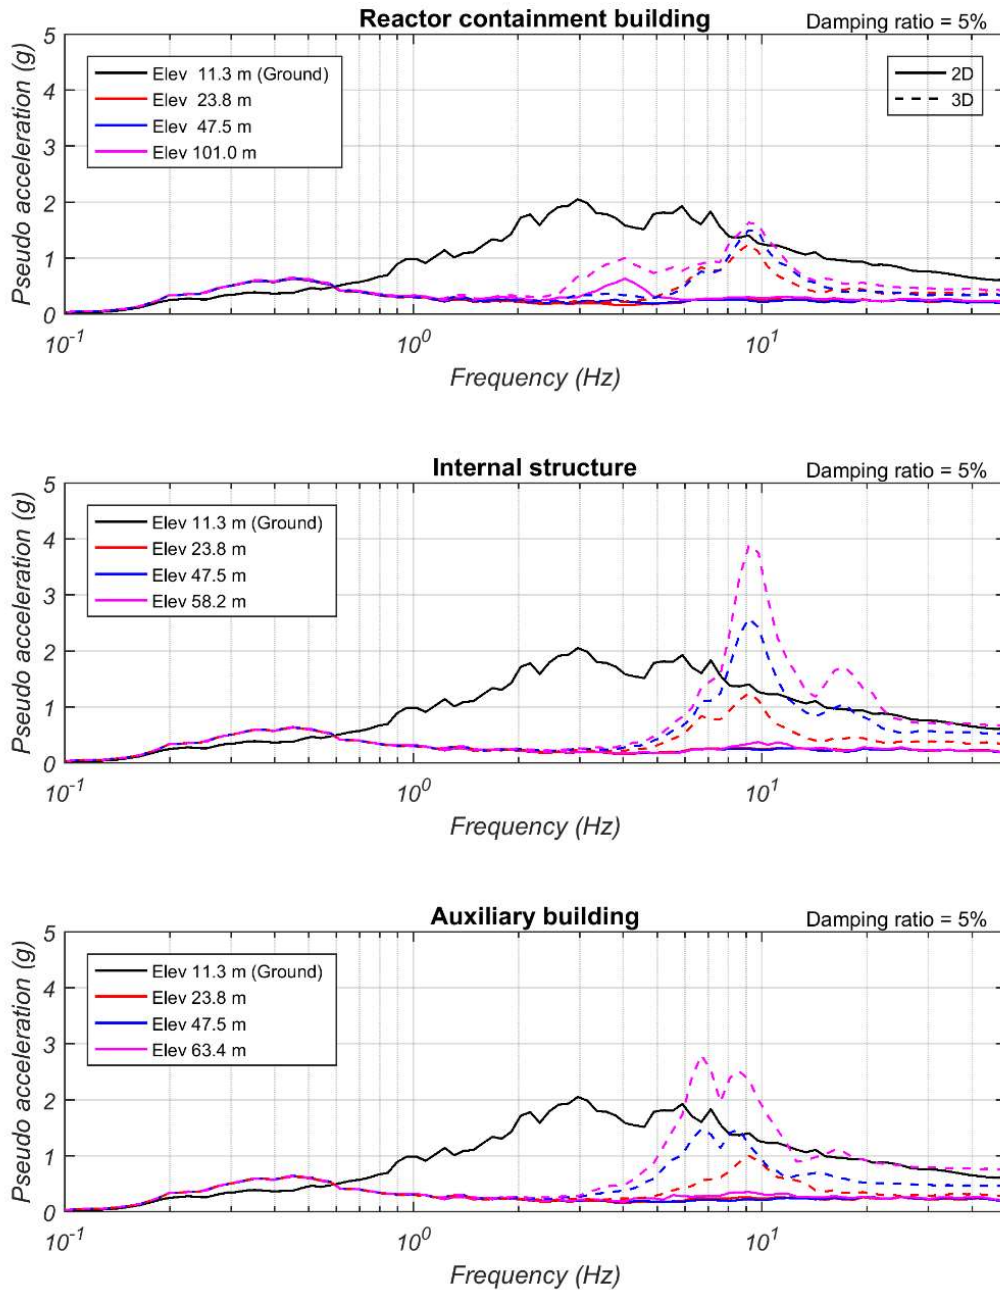 Reactor containment building
Damping ratio = 5%
Pseudo acceleration (g)
5
4
3
2
1
0
Elev 11.3 m (Ground)
Elev 23.8 m
Elev 47.5 m
Elev 101.0 m
2D
3D
10^-1
10^0
10^1
Frequency (Hz)
Internal structure
Damping ratio = 5%
Pseudo acceleration (g)
5
4
3
2
1
0
Elev 11.3 m (Ground)
Elev 23.8 m
Elev 47.5 m
Elev 58.2 m
10^-1
10^0
10^1
Frequency (Hz)
Auxiliary building
Damping ratio = 5%
Pseudo acceleration (g)
5
4
3
2
1
0
Elev 11.3 m (Ground)
Elev 23.8 m
Elev 47.5 m
Elev 63.4 m
10^-1
10^0
10^1
Frequency (Hz)